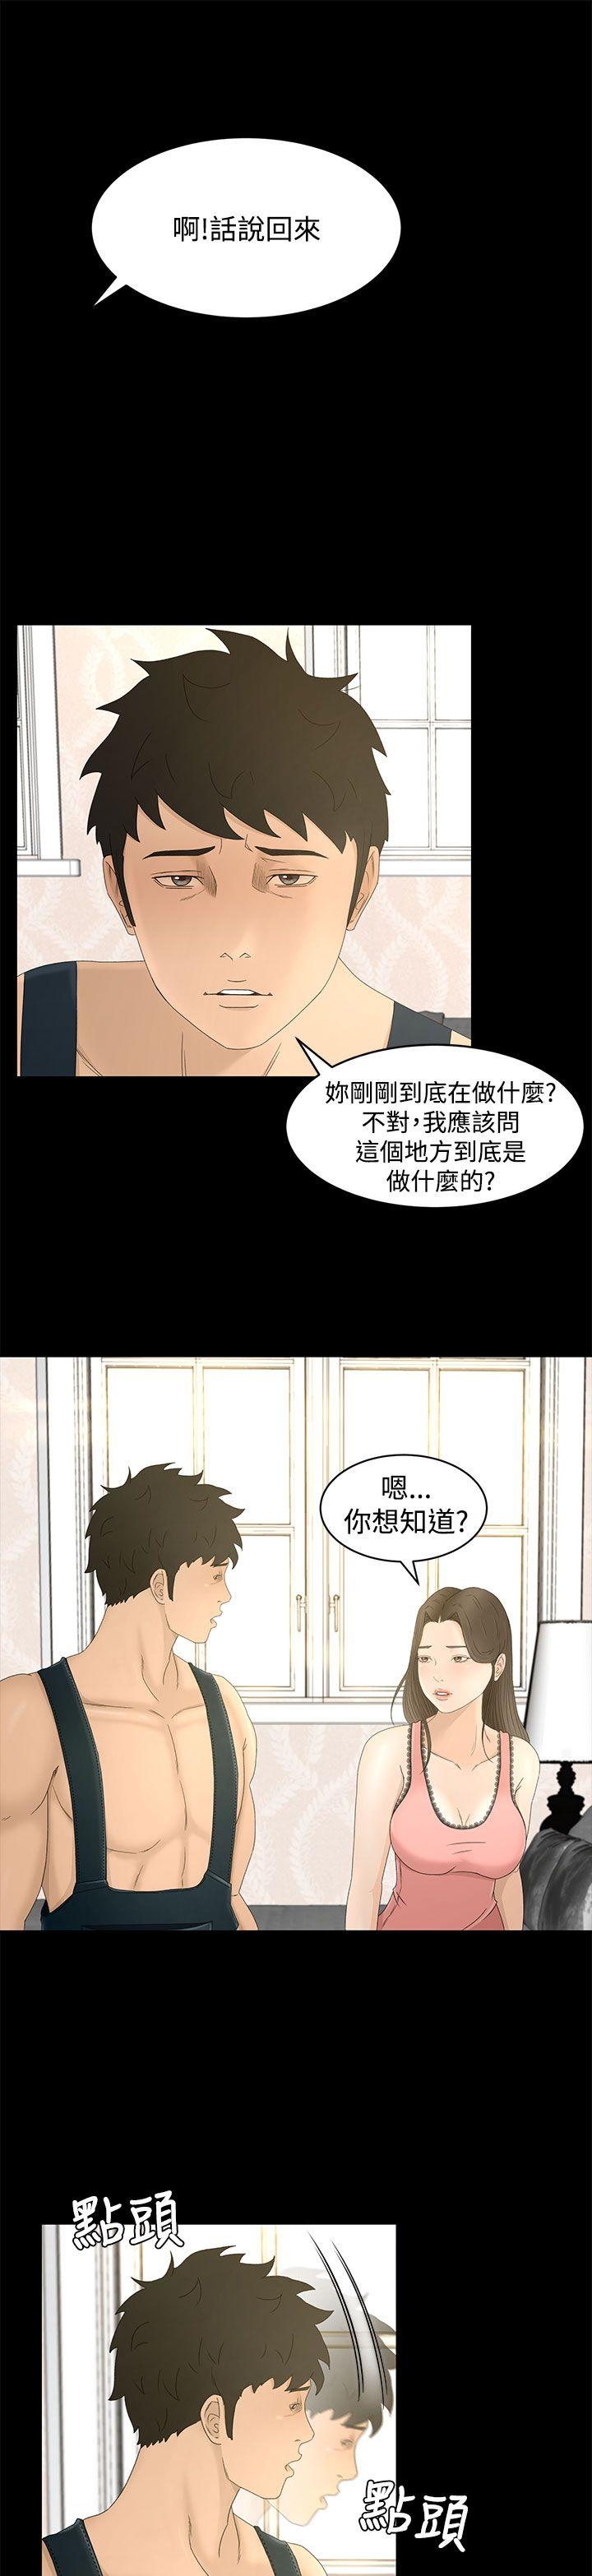 啊!話說回來
妳剛剛到底在做什麼?
不對,我應該問
這個地方到底是
做什麼的?
嗯...
你想知道?
點頭
點頭